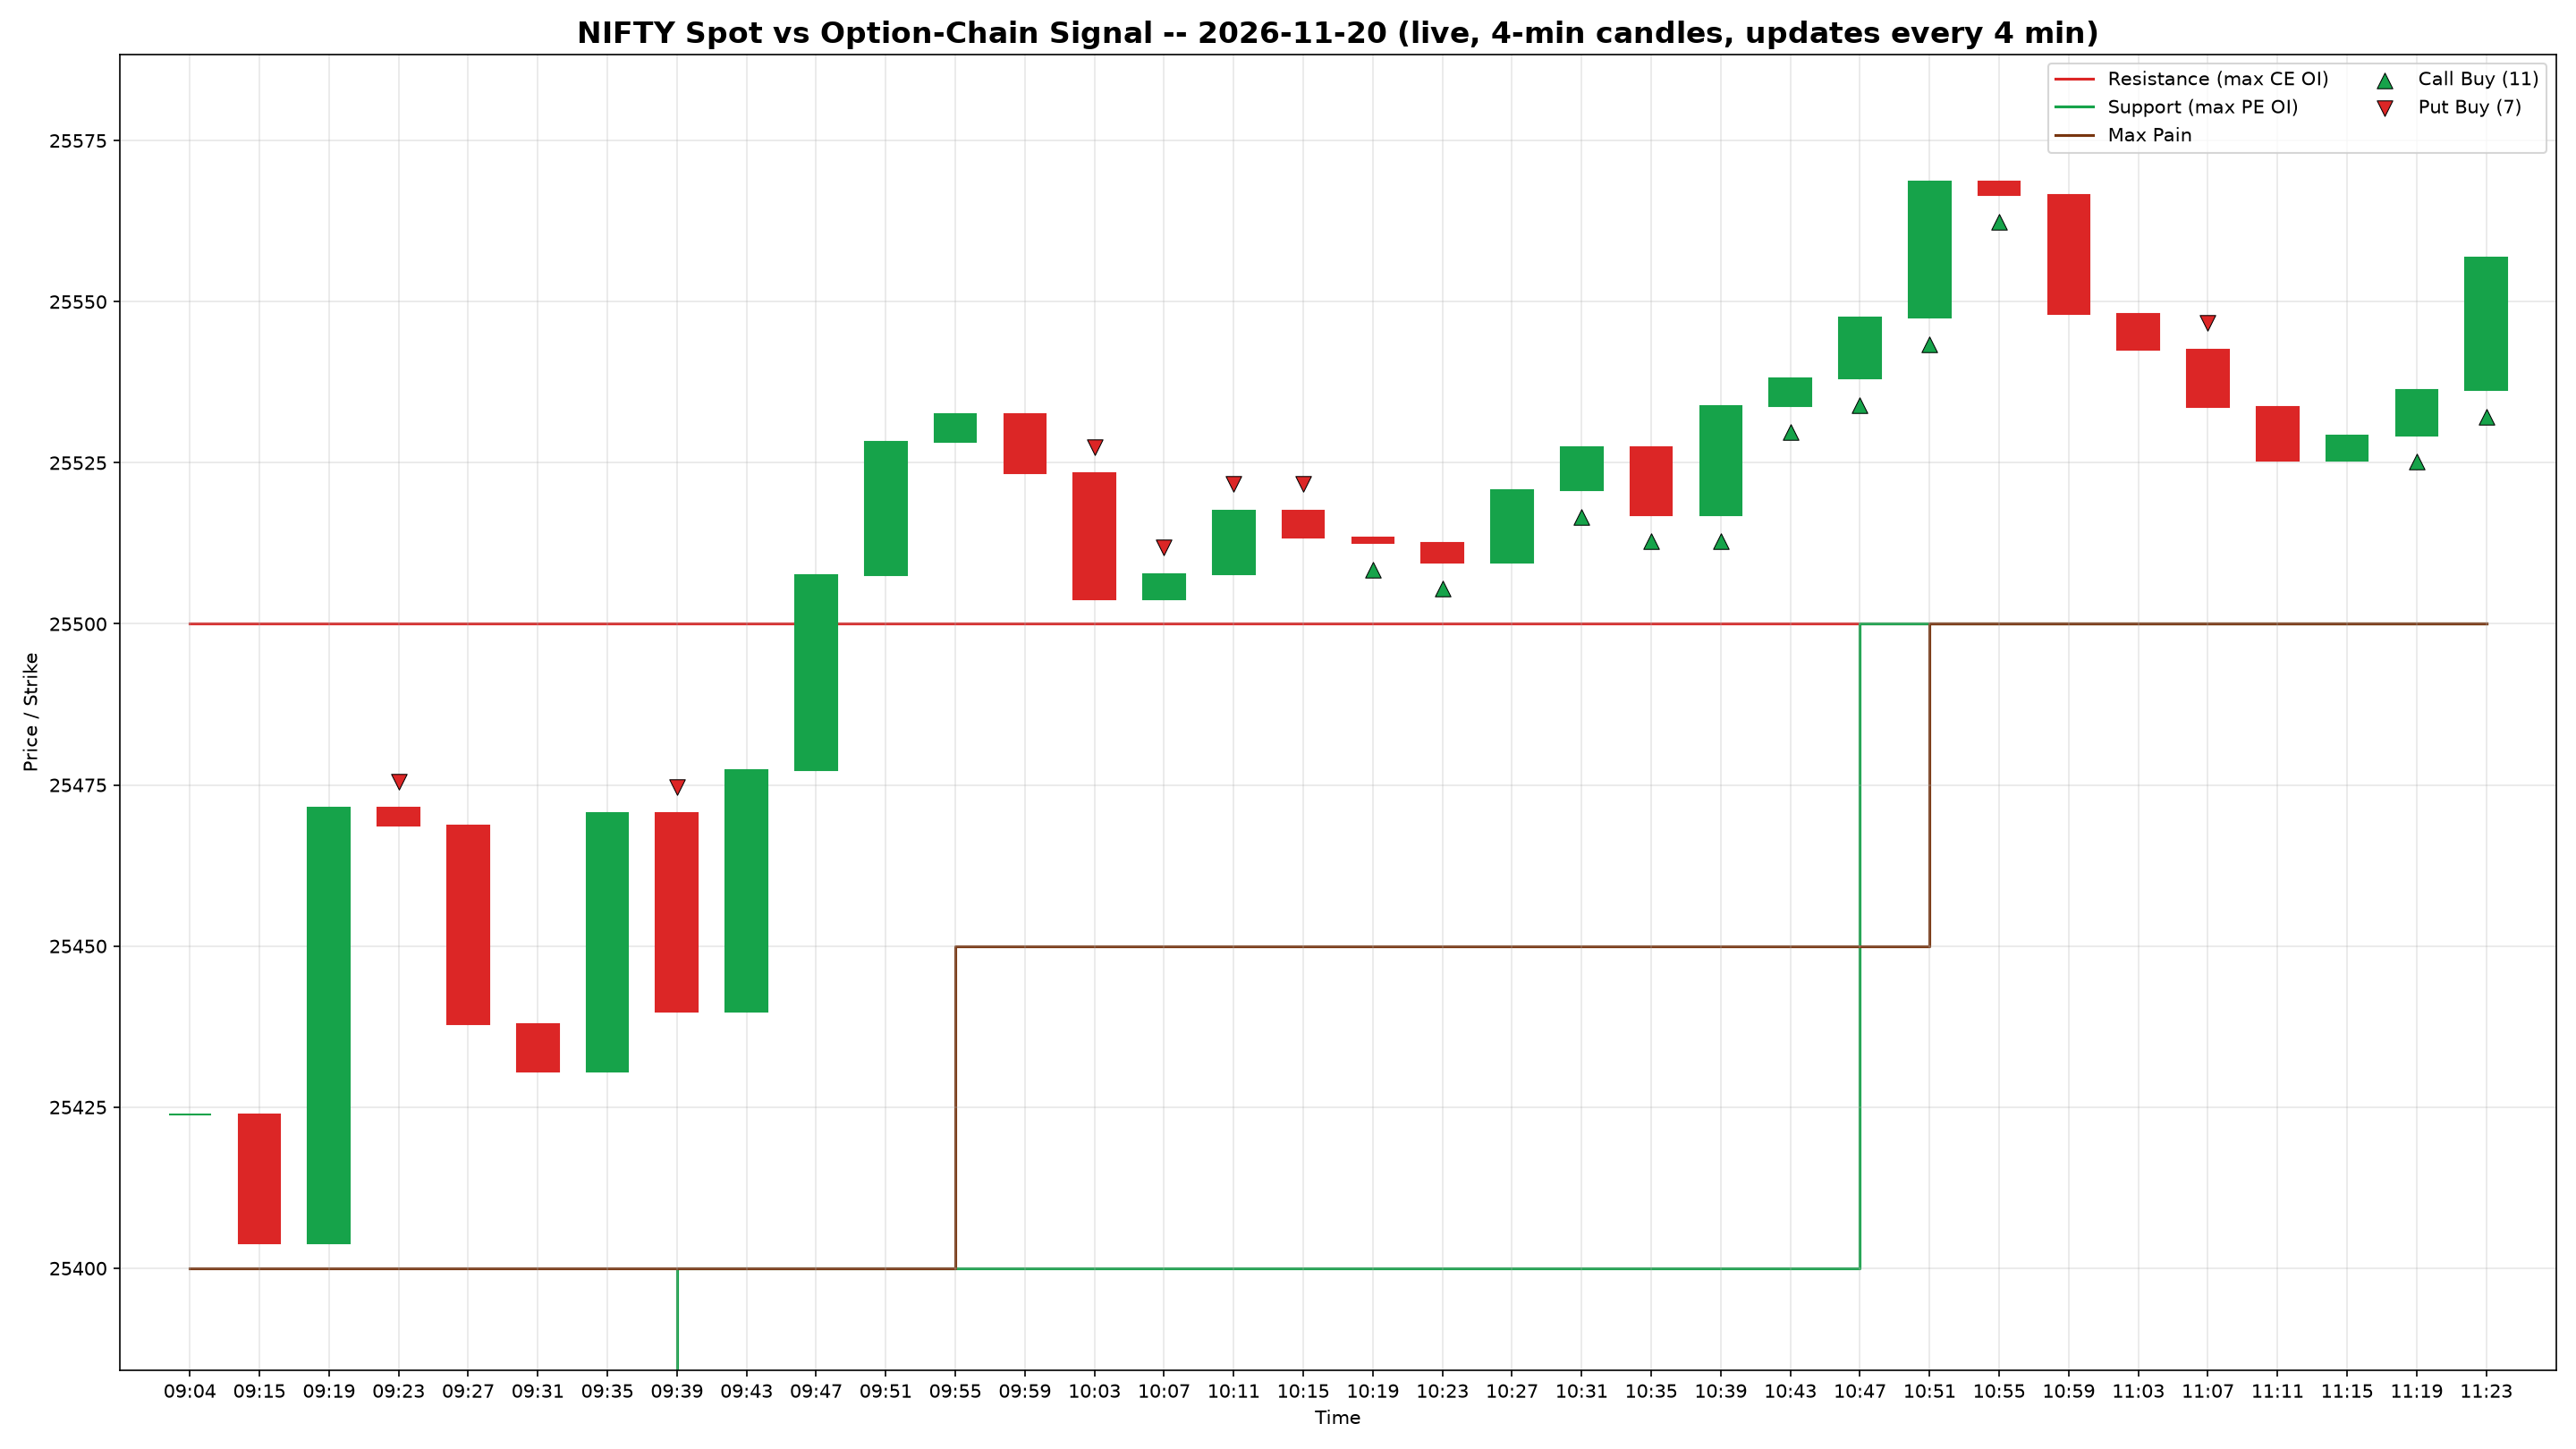 NIFTY Spot vs Option-Chain Signal -- 2026-11-20 (live, 4-min candles, updates every 4 min)
Resistance (max CE OI)
Support (max PE OI)
Max Pain
Call Buy (11)
Put Buy (7)
Price / Strike
25575
25550
25525
25500
25475
25450
25425
25400
09:04 09:15 09:19 09:23 09:27 09:31 09:35 09:39 09:43 09:47 09:51 09:55 09:59 10:03 10:07 10:11 10:15 10:19 10:23 10:27 10:31 10:35 10:39 10:43 10:47 10:51 10:55 10:59 11:03 11:07 11:11 11:15 11:19 11:23
Time